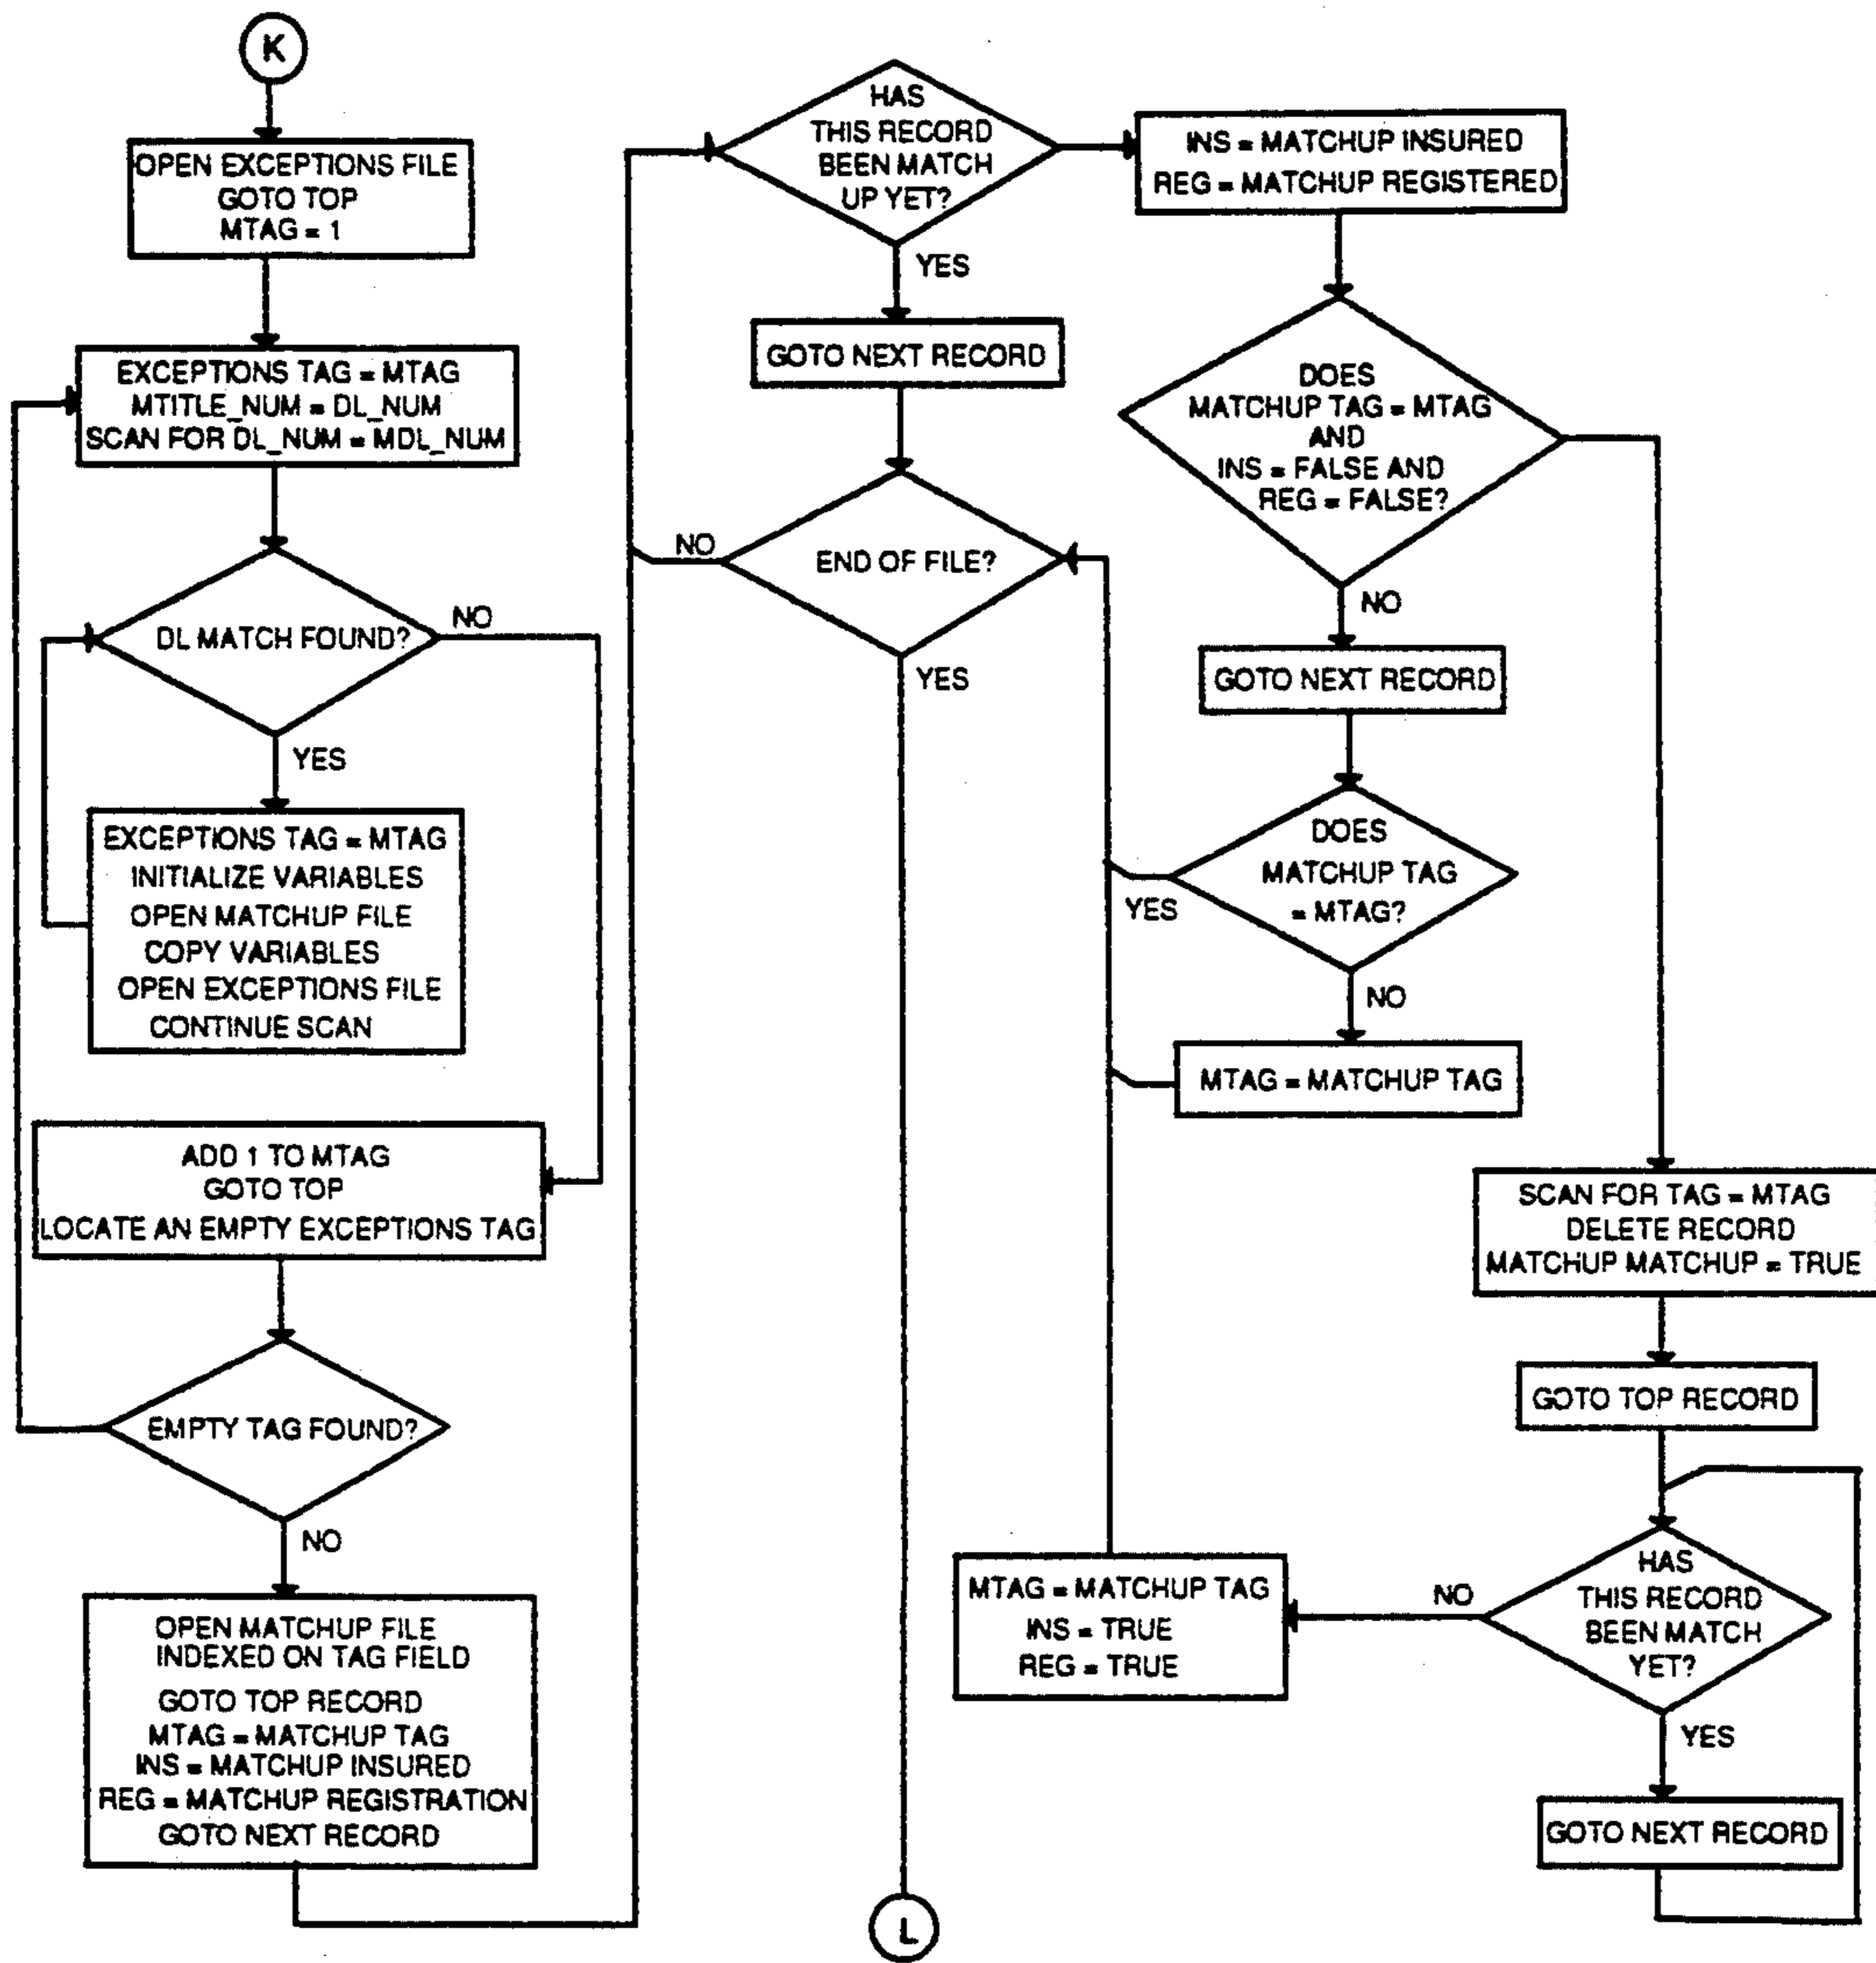 K
OPEN EXCEPTIONS FILE
GOTO TOP
MTAG = 1
EXCEPTIONS TAG = MTAG
MTITLE_NUM = DL_NUM
SCAN FOR DL_NUM = MDL_NUM
DL MATCH FOUND?
NO
YES
EXCEPTIONS TAG = MTAG
INITIALIZE VARIABLES
OPEN MATCHUP FILE
COPY VARIABLES
OPEN EXCEPTIONS FILE
CONTINUE SCAN
ADD 1 TO MTAG
GOTO TOP
LOCATE AN EMPTY EXCEPTIONS TAG
EMPTY TAG FOUND?
NO
OPEN MATCHUP FILE
INDEXED ON TAG FIELD
GOTO TOP RECORD
MTAG = MATCHUP TAG
INS = MATCHUP INSURED
REG = MATCHUP REGISTRATION
GOTO NEXT RECORD
HAS
THIS RECORD
BEEN MATCH
UP YET?
YES
GOTO NEXT RECORD
END OF FILE?
NO
YES
L
INS = MATCHUP INSURED
REG = MATCHUP REGISTERED
DOES
MATCHUP TAG = MTAG
AND
INS = FALSE AND
REG = FALSE?
NO
GOTO NEXT RECORD
DOES
MATCHUP TAG
= MTAG?
YES
NO
MTAG = MATCHUP TAG
SCAN FOR TAG = MTAG
DELETE RECORD
MATCHUP MATCHUP = TRUE
GOTO TOP RECORD
HAS
THIS RECORD
BEEN MATCH
YET?
NO
YES
MTAG = MATCHUP TAG
INS = TRUE
REG = TRUE
GOTO NEXT RECORD